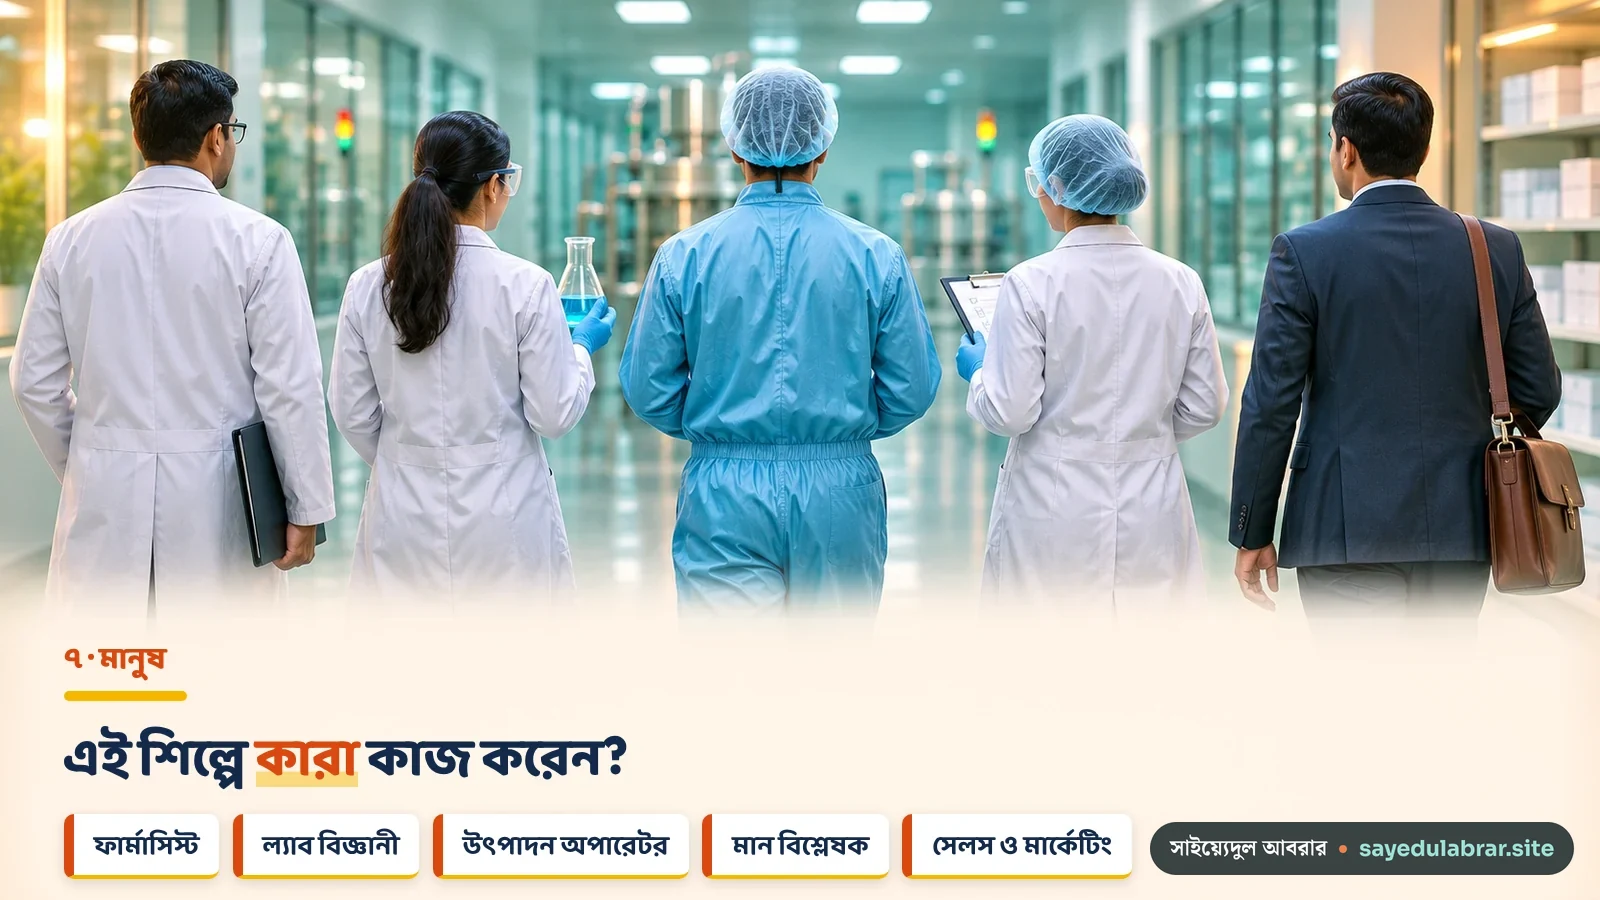 ৭·মানুষ
এই শিল্পে কারা কাজ করেন?
ফার্মাসিস্ট
ল্যাব বিজ্ঞানী
উৎপাদন অপারেটর
মান বিশ্লেষক
সেলস ও মার্কেটিং
সাইয়্যেদুল আবরার • sayedulabrar.site